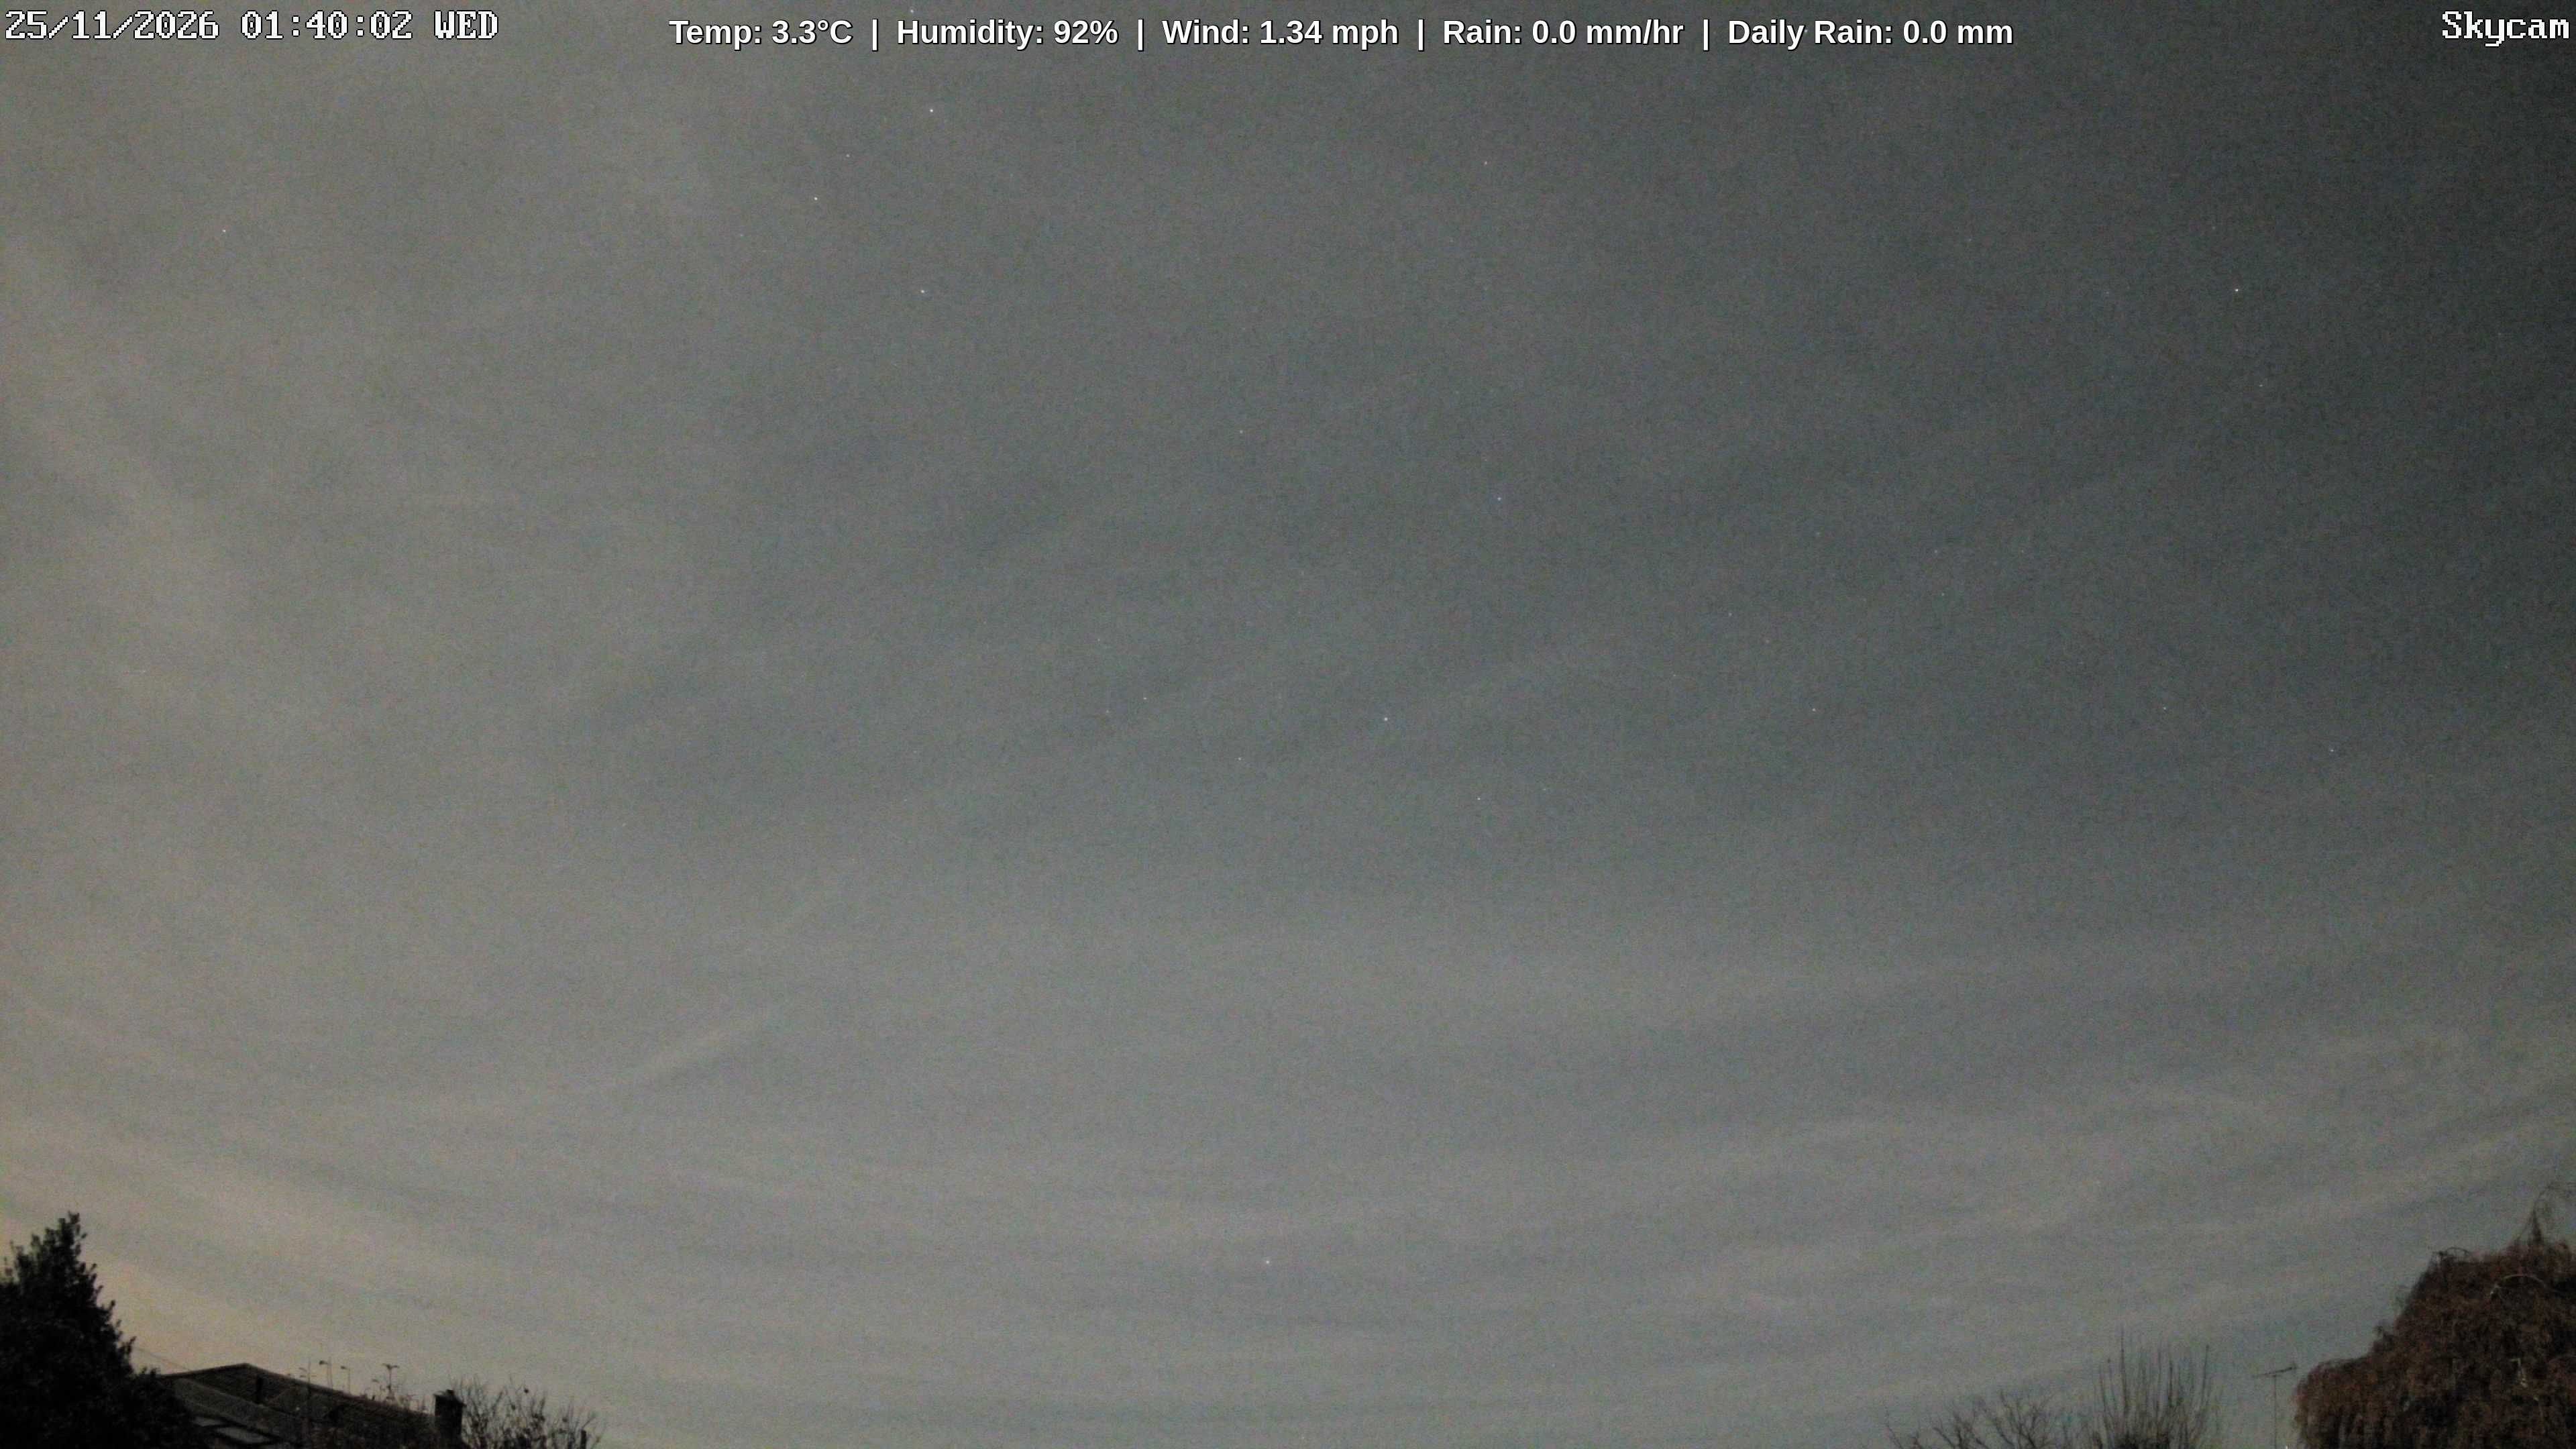 25/11/2026 01:40:02 WED
Temp: 3.3°C | Humidity: 92% | Wind: 1.34 mph | Rain: 0.0 mm/hr | Daily Rain: 0.0 mm
Skycam